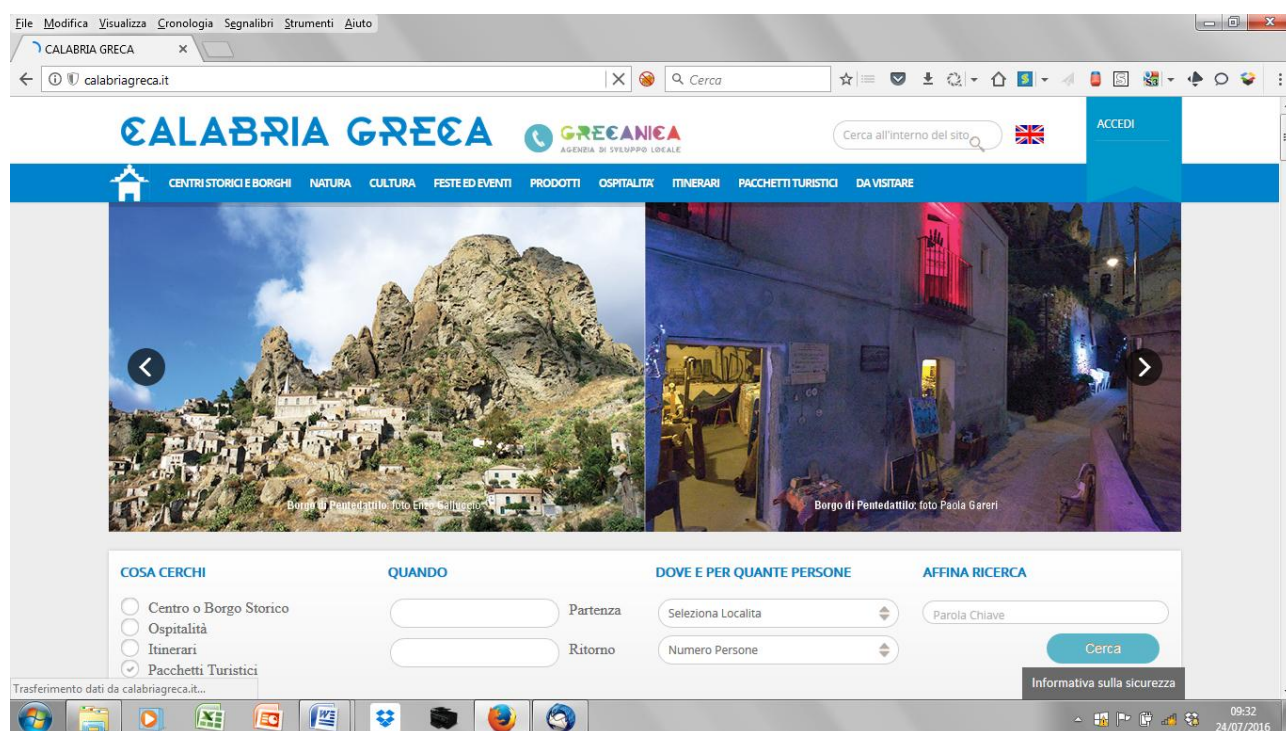 File Modifica Visualizza Cronologia Segnalibri Strumenti Aiuto
CALABRIA GRECA
calabriagreca.it
Cerca
CALABRIA GRECA
GRECANICA
AGENZIA DI SVILUPPO LOCALE
Cerca all'interno del sito
ACCEDI
CENTRI STORICI E BORGHI NATURA CULTURA FESTE ED EVENTI PRODOTTI OSPITALITA' ITINERARI PACCHETTI TURISTICI DA VISITARE
Borgo di Pentedattilo: foto Enzo Galluccio
Borgo di Pentedattilo: foto Paola Gareri
COSA CERCHI
Centro o Borgo Storico
Ospitalità
Itinerari
Pacchetti Turistici
QUANDO
Partenza
Ritorno
DOVE E PER QUANTE PERSONE
Seleziona Localita
Numero Persone
AFFINA RICERCA
Parola Chiave
Cerca
Informativa sulla sicurezza
Trasferimento dati da calabriagreca.it...
09:32
24/07/2016